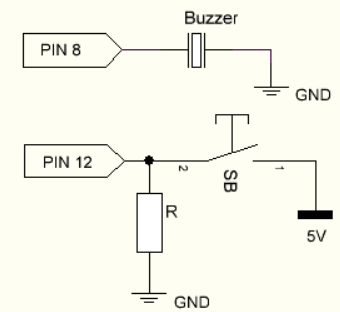 Buzzer
PIN 8
GND
PIN 12
2
1
SB
R
5V
GND